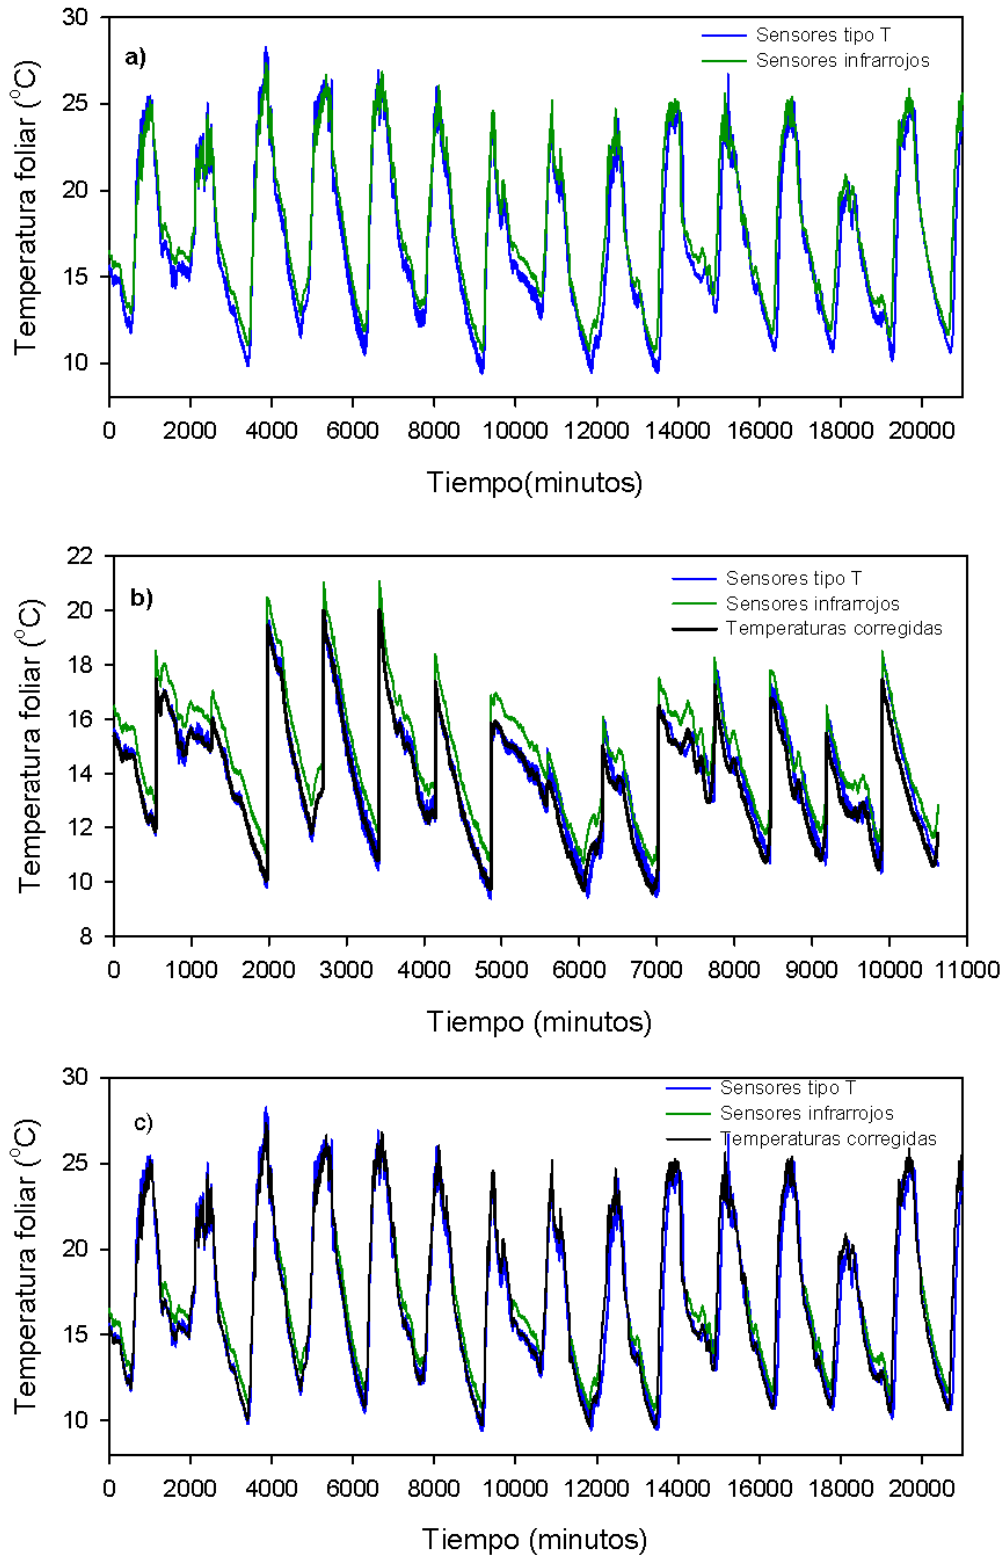 a)
Sensores tipo T
Sensores infrarrojos
Temperatura foliar (°C)
30
25
20
15
10
0 2000 4000 6000 8000 10000 12000 14000 16000 18000 20000
Tiempo(minutos)
b)
Sensores tipo T
Sensores infrarrojos
Temperaturas corregidas
Temperatura foliar (°C)
22
20
18
16
14
12
10
8
0 1000 2000 3000 4000 5000 6000 7000 8000 9000 10000 11000
Tiempo (minutos)
c)
Sensores tipo T
Sensores infrarrojos
Temperaturas corregidas
Temperatura foliar (°C)
30
25
20
15
10
0 2000 4000 6000 8000 10000 12000 14000 16000 18000 20000
Tiempo (minutos)